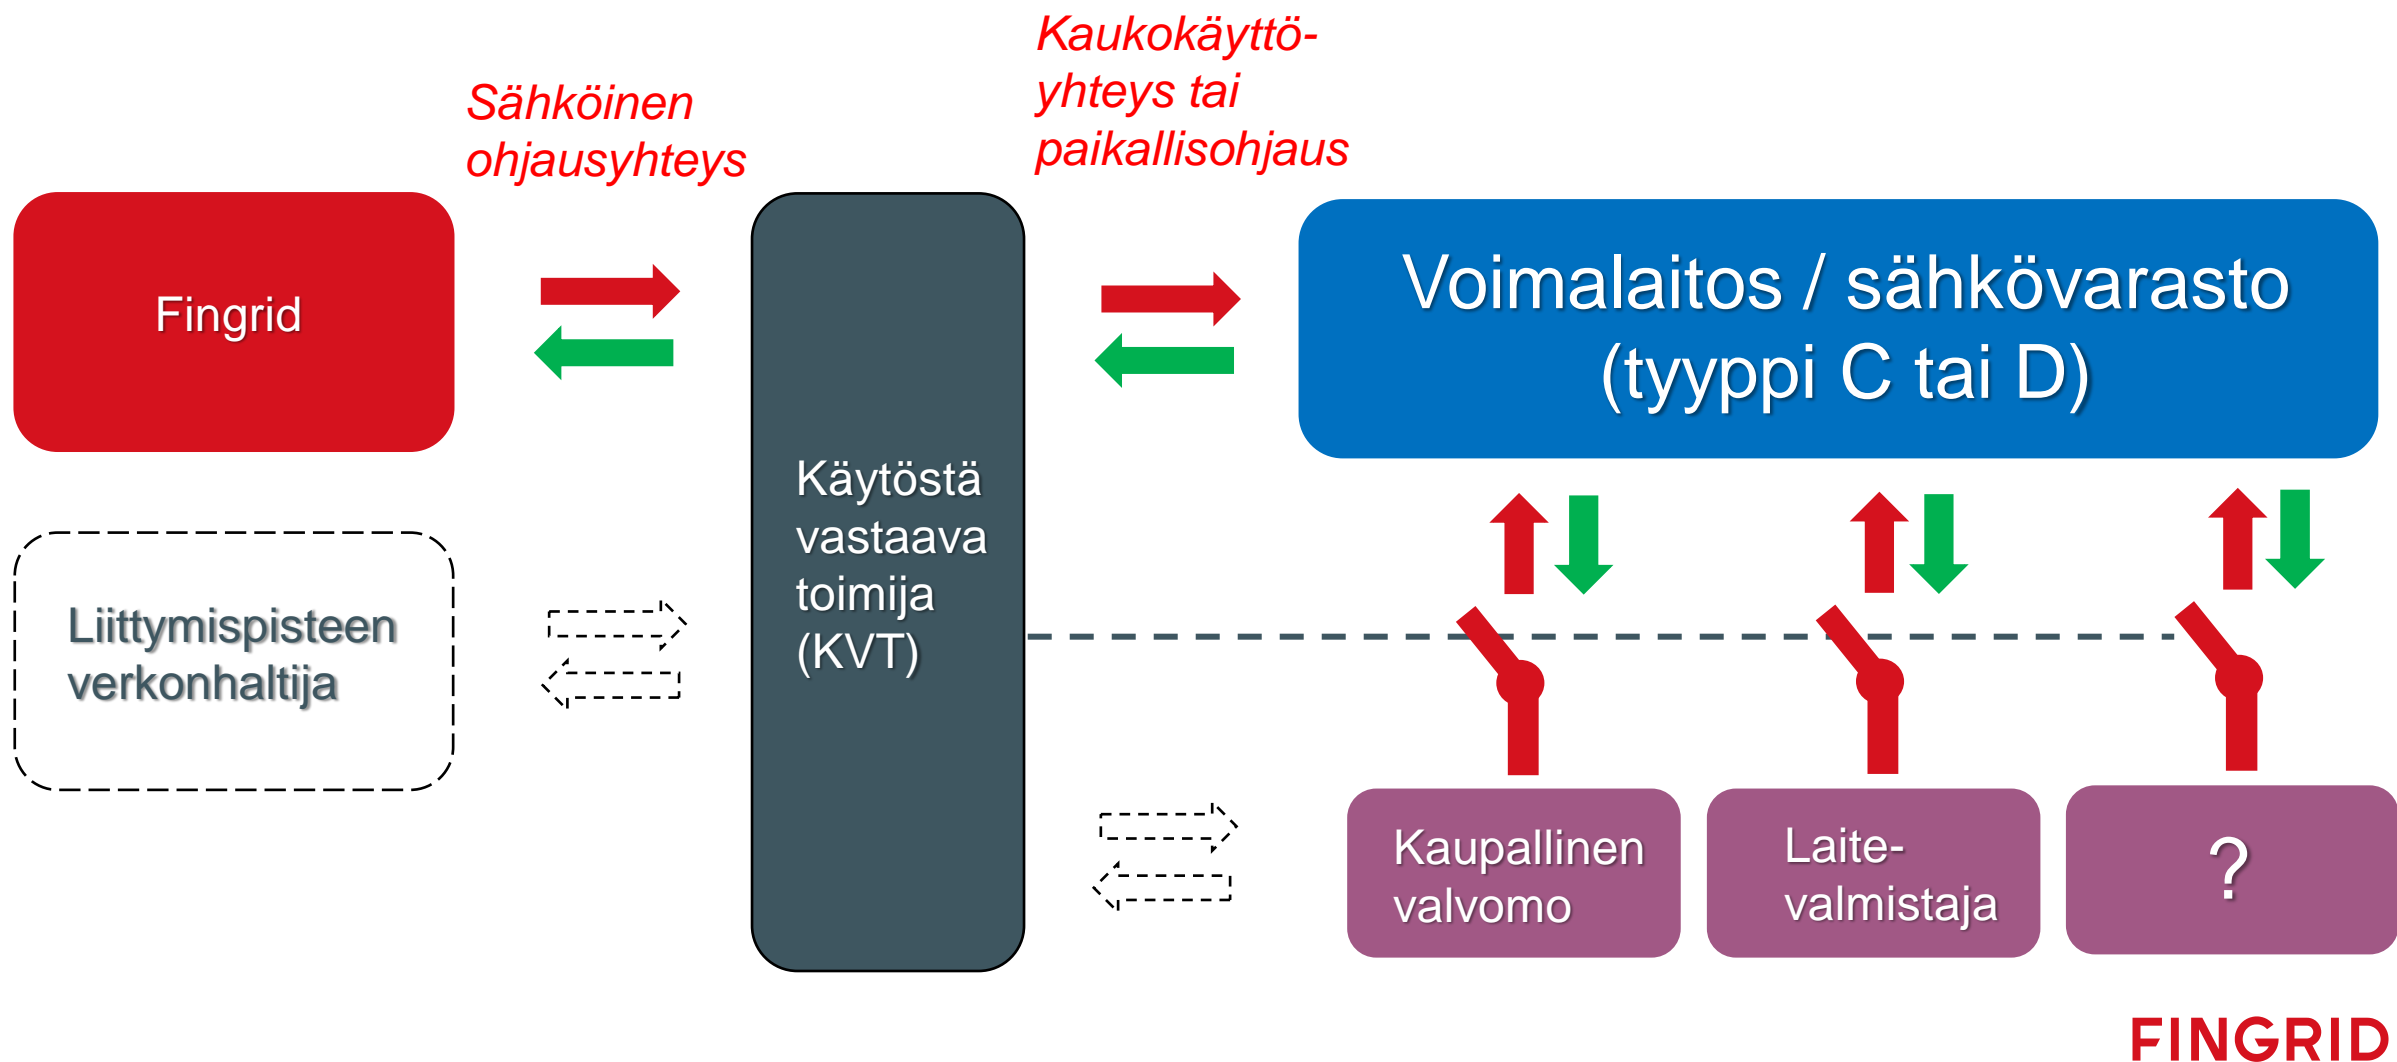 Sähköinen
ohjausyhteys
Kaukokäyttö-
yhteys tai
paikallisohjaus
Fingrid
Käytöstä
vastaava
toimija
(KVT)
Voimalaitos / sähkövarasto
(tyyppi C tai D)
Liittymispisteen
verkonhaltija
Kaupallinen
valvomo
Laite-
valmistaja
?
FINGRID